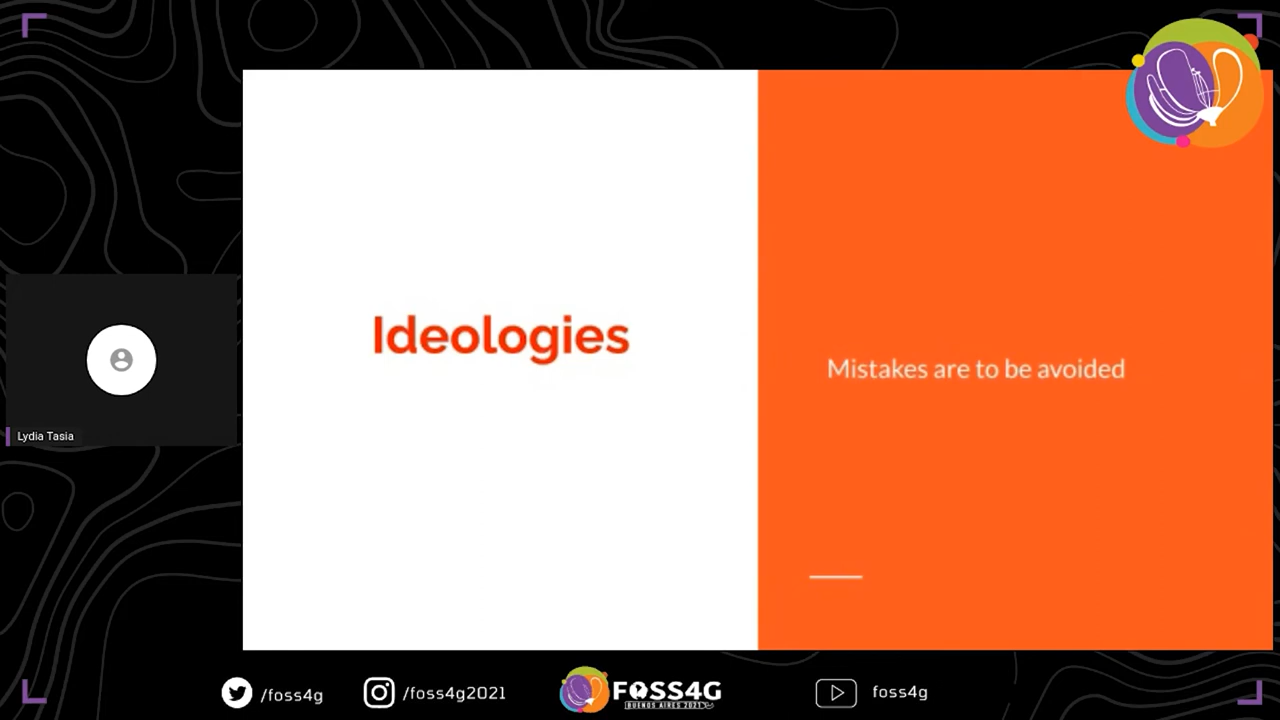 Ideologies
Mistakes are to be avoided
Lydia Tasia
/foss4g
/foss4g2021
FOSS4G
BUENOS AIRES 2021
foss4g